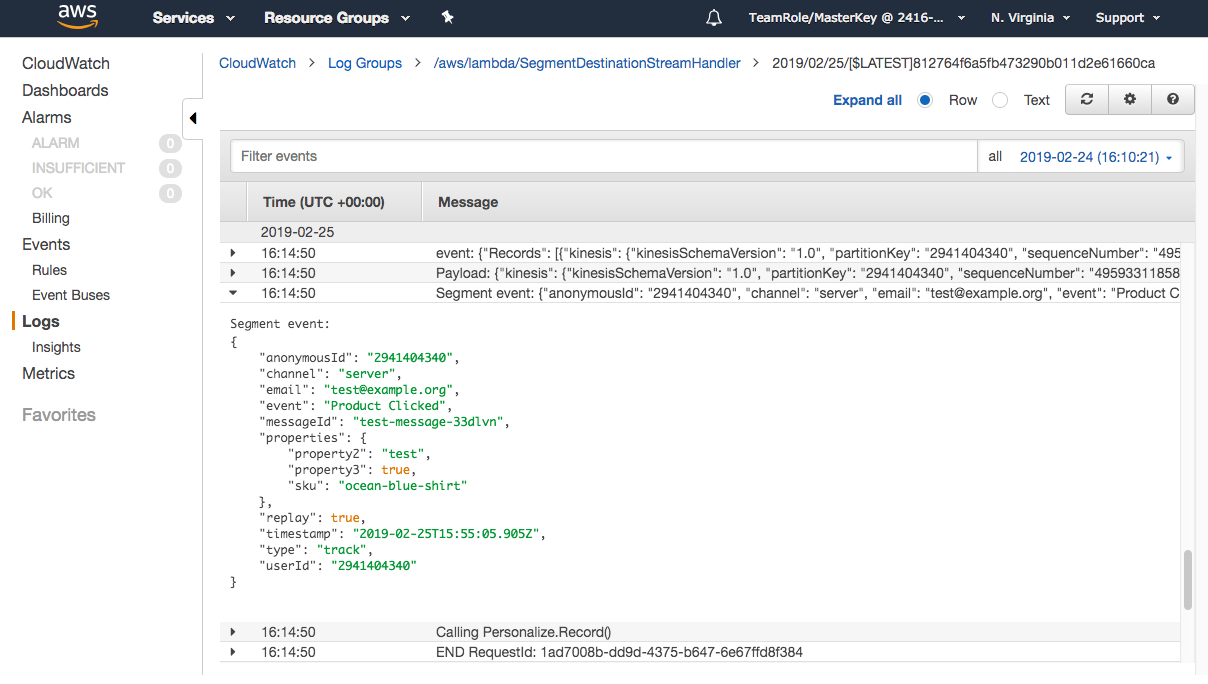 aws
Services Resource Groups TeamRole/MasterKey @ 2416-... N. Virginia Support
CloudWatch
Dashboards
Alarms
ALARM 0
INSUFFICIENT 0
OK 0
Billing
Events
Rules
Event Buses
Logs
Insights
Metrics
Favorites
CloudWatch > Log Groups > /aws/lambda/SegmentDestinationStreamHandler > 2019/02/25/[$LATEST]812764f6a5fb473290b011d2e61660ca
Expand all Row Text
Filter events all 2019-02-24 (16:10:21)
Time (UTC +00:00) Message
2019-02-25
16:14:50 event: {"Records": [{"kinesis": {"kinesisSchemaVersion": "1.0", "partitionKey": "2941404340", "sequenceNumber": "495
16:14:50 Payload: {"kinesis": {"kinesisSchemaVersion": "1.0", "partitionKey": "2941404340", "sequenceNumber": "49593311858
16:14:50 Segment event: {"anonymousId": "2941404340", "channel": "server", "email": "test@example.org", "event": "Product C
Segment event:
{
"anonymousId": "2941404340",
"channel": "server",
"email": "test@example.org",
"event": "Product Clicked",
"messageId": "test-message-33dlvn",
"properties": {
"property2": "test",
"property3": true,
"sku": "ocean-blue-shirt"
},
"replay": true,
"timestamp": "2019-02-25T15:55:05.905Z",
"type": "track",
"userId": "2941404340"
}
16:14:50 Calling Personalize.Record()
16:14:50 END RequestId: 1ad7008b-dd9d-4375-b647-6e67ffd8f384